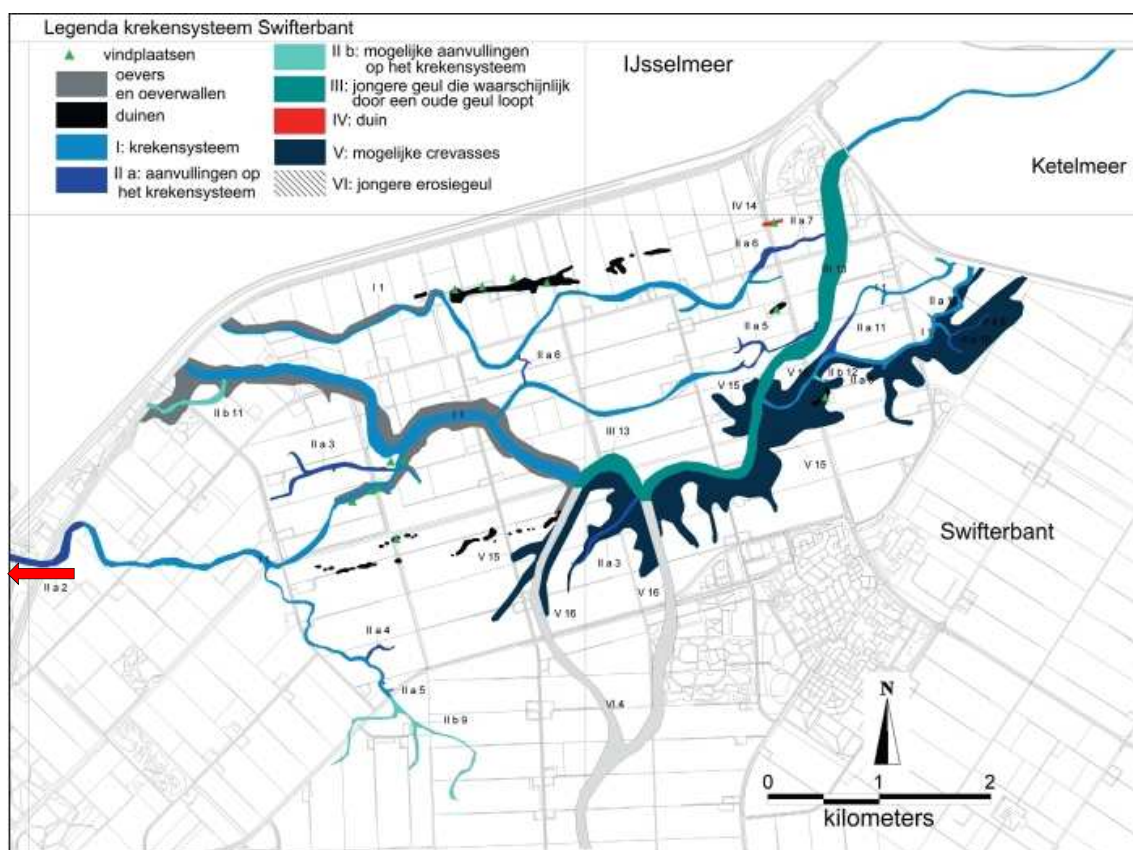 Legenda krekensysteem Swifterbant
vindplaatsen
oevers
en oeverwallen
duinen
I: krekensysteem
II a: aanvullingen op
het krekensysteem
II b: mogelijke aanvullingen
op het krekensysteem
III: jongere geul die waarschijnlijk
door een oude geul loopt
IV: duin
V: mogelijke crevasses
VI: jongere erosiegeul
IJsselmeer
Ketelmeer
IV 14
II a 7
II a 6
III 13
I 1
II a 5
II a 11
II a 6
V 15
II b 12
II b 11
III 13
II a 3
V 15
Swifterbant
V 15
II a 3
II a 2
V 16
V 16
II a 4
II a 5
II b 9
VI.4
N
0 1 2
kilometers